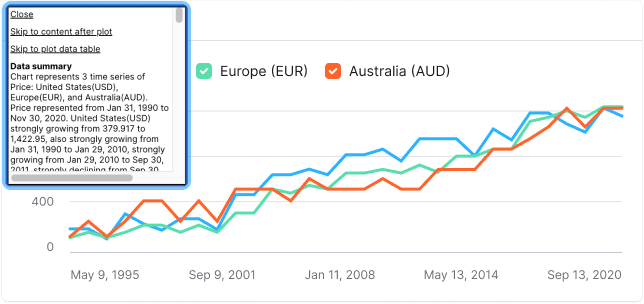 Close
Skip to content after plot
Skip to plot data table
Data summary
Chart represents 3 time series of
Price: United States(USD),
Europe(EUR), and Australia(AUD).
Price represented from Jan 31, 1990 to
Nov 30, 2020. United States(USD)
strongly growing from 379.917 to
1,422.95, also strongly growing from
Jan 31, 1990 to Jan 29, 2010, strongly
growing from Jan 29, 2010 to Sep 30,
2011, strongly declining from Sep 30,
Europe (EUR)
Australia (AUD)
400
0
May 9, 1995
Sep 9, 2001
Jan 11, 2008
May 13, 2014
Sep 13, 2020